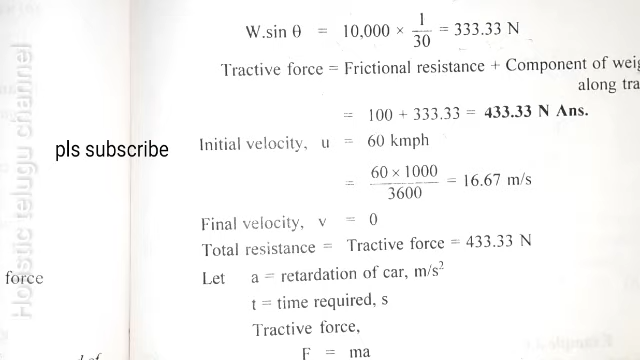 W.sin θ = 10,000 × 1/30 = 333.33 N
Tractive force = Frictional resistance + Component of
along
= 100 + 333.33 = 433.33 N Ans.
pls subscribe
Initial velocity, u = 60 kmph
= 60 × 1000/3600 = 16.67 m/s
Final velocity, v = 0
Total resistance = Tractive force = 433.33 N
Let a = retardation of car, m/s²
t = time required, s
Tractive force,
F = ma
force
Holistic telugu channel